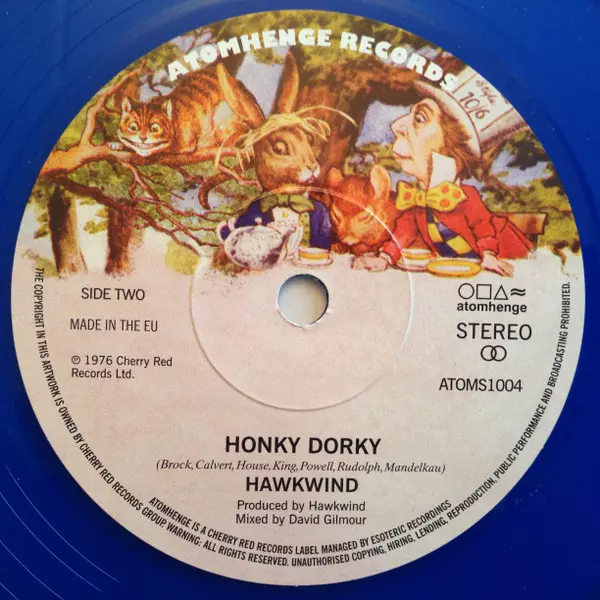 ATOMHENGE RECORDS
10/6
SIDE TWO
MADE IN THE EU
℗ 1976 Cherry Red
Records Ltd.
atomhenge
STEREO
ATOMS1004
HONKY DORKY
(Brock, Calvert, House, King, Powell, Rudolph, Mandelkau)
HAWKWIND
Produced by Hawkwind
Mixed by David Gilmour
THE COPYRIGHT IN THIS ARTWORK IS OWNED BY CHERRY RED RECORDS GROUP. WARNING: ALL RIGHTS RESERVED. UNAUTHORISED COPYING, HIRING, LENDING, REPRODUCTION, PUBLIC PERFORMANCE AND BROADCASTING PROHIBITED.
ATOMHENGE IS A CHERRY RED RECORDS LABEL MANAGED BY ESOTERIC RECORDINGS